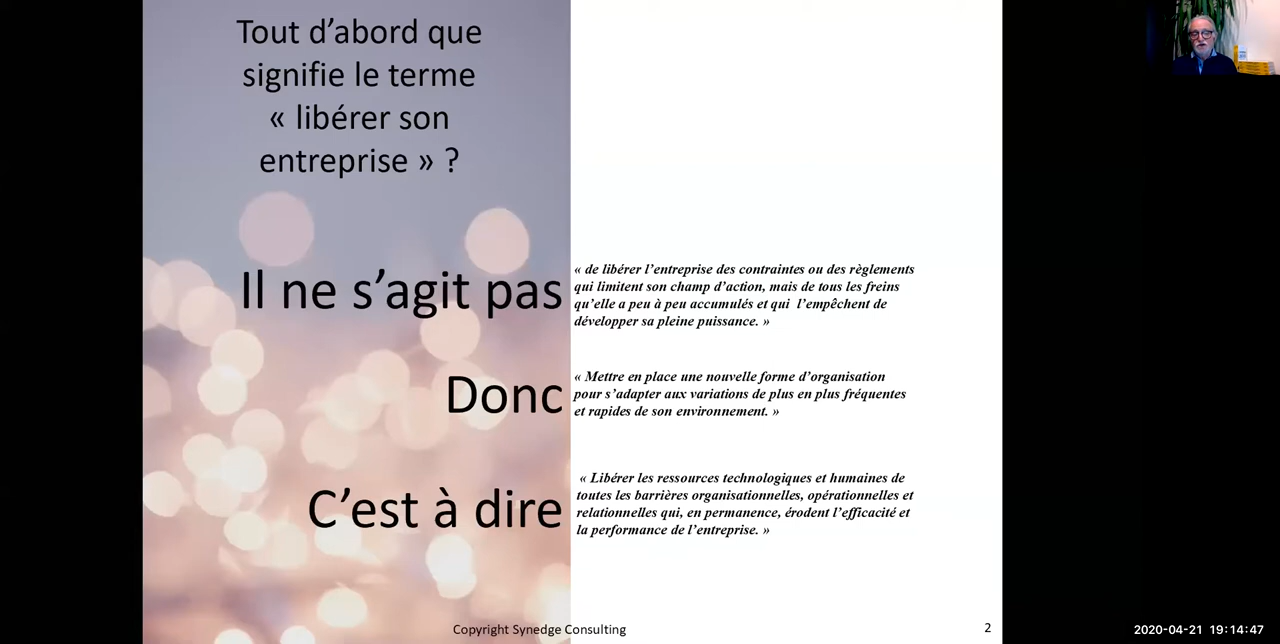 Tout d’abord que
signifie le terme
« libérer son
entreprise » ?
Il ne s’agit pas
« de libérer l’entreprise des contraintes ou des règlements
qui limitent son champ d’action, mais de tous les freins
qu’elle a peu à peu accumulés et qui l’empêchent de
développer sa pleine puissance. »
Donc
« Mettre en place une nouvelle forme d’organisation
pour s’adapter aux variations de plus en plus fréquentes
et rapides de son environnement. »
C’est à dire
« Libérer les ressources technologiques et humaines de
toutes les barrières organisationnelles, opérationnelles et
relationnelles qui, en permanence, érodent l’efficacité et
la performance de l’entreprise. »
Copyright Synedge Consulting
2
2020-04-21 19:14:47